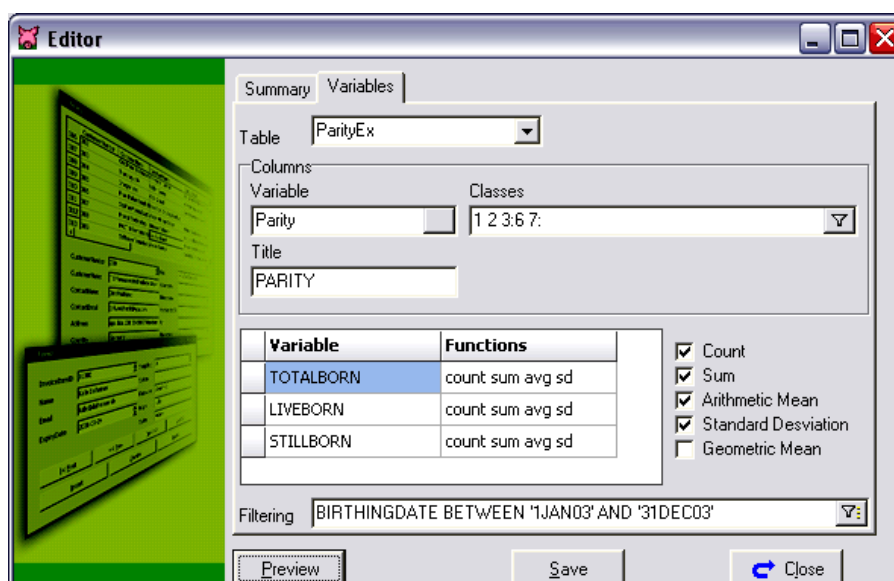 Editor
Summary Variables
Table ParityEx
Columns
Variable Classes
Parity 1 2 3:6 7:
Title
PARITY
Variable Functions
TOTALBORN count sum avg sd
LIVEBORN count sum avg sd
STILLBORN count sum avg sd
Count
Sum
Arithmetic Mean
Standard Desviation
Geometric Mean
Filtering BIRTHINGDATE BETWEEN '1JAN03' AND '31DEC03'
Preview Save Close